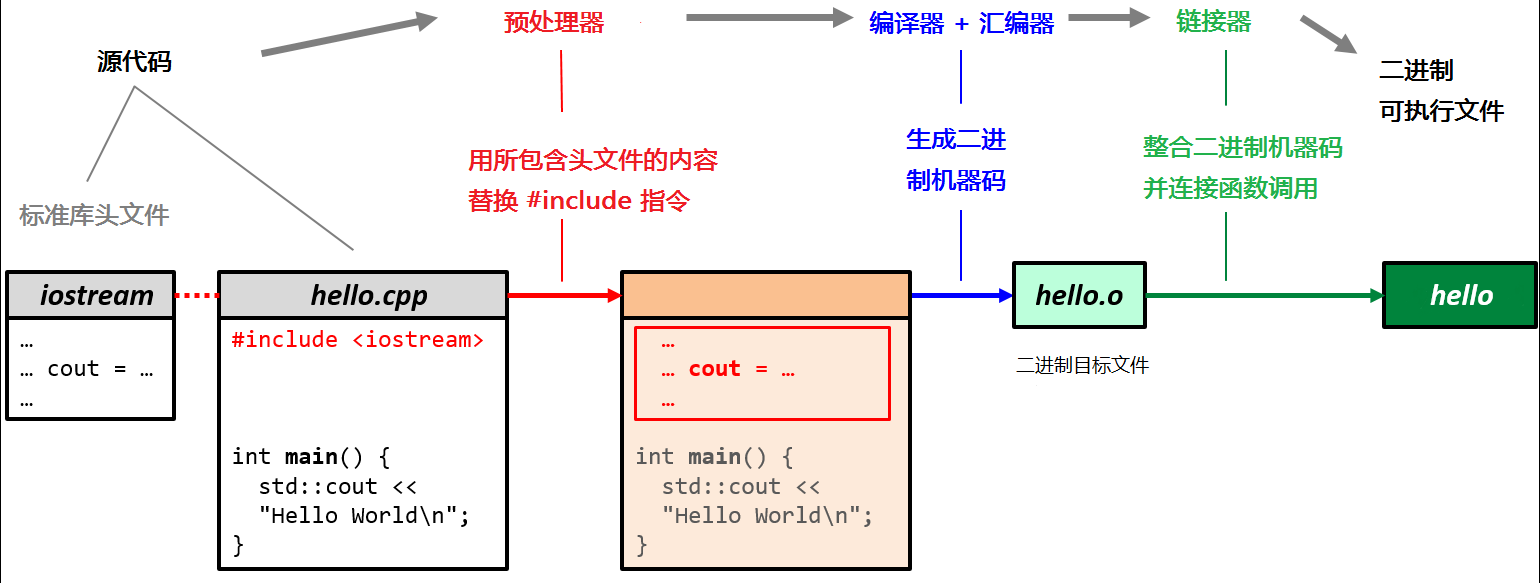 预处理器
编译器 + 汇编器
链接器
源代码
二进制
可执行文件
用所包含头文件的内容
替换 #include 指令
生成二进
制机器码
整合二进制机器码
并连接函数调用
标准库头文件
iostream
…
… cout = …
…
hello.cpp
#include <iostream>
int main() {
std::cout <<
"Hello World\n";
}
…
… cout = …
…
int main() {
std::cout <<
"Hello World\n";
}
hello.o
二进制目标文件
hello